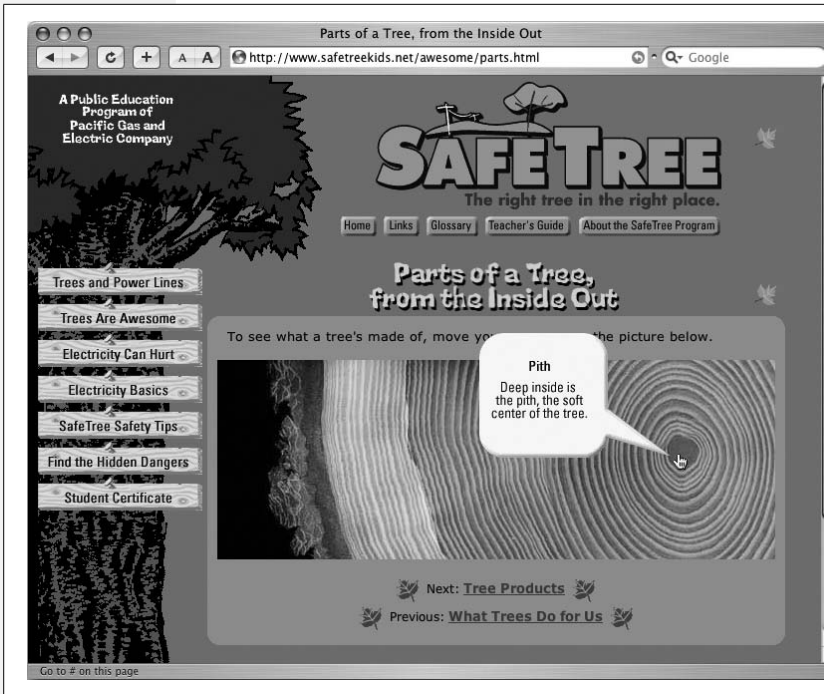 Parts of a Tree, from the Inside Out
A A
http://www.safetreekids.net/awesome/parts.html
Google
A Public Education
Program of
Pacific Gas and
Electric Company
SAFETREE
The right tree in the right place.
Home
Links
Glossary
Teacher's Guide
About the SafeTree Program
Trees and Power Lines
Trees Are Awesome
Electricity Can Hurt
Electricity Basics
SafeTree Safety Tips
Find the Hidden Dangers
Student Certificate
Parts of a Tree,
from the Inside Out
To see what a tree's made of, move the picture below.
Pith
Deep inside is
the pith, the soft
center of the tree.
Next: Tree Products
Previous: What Trees Do for Us
Go to # on this page